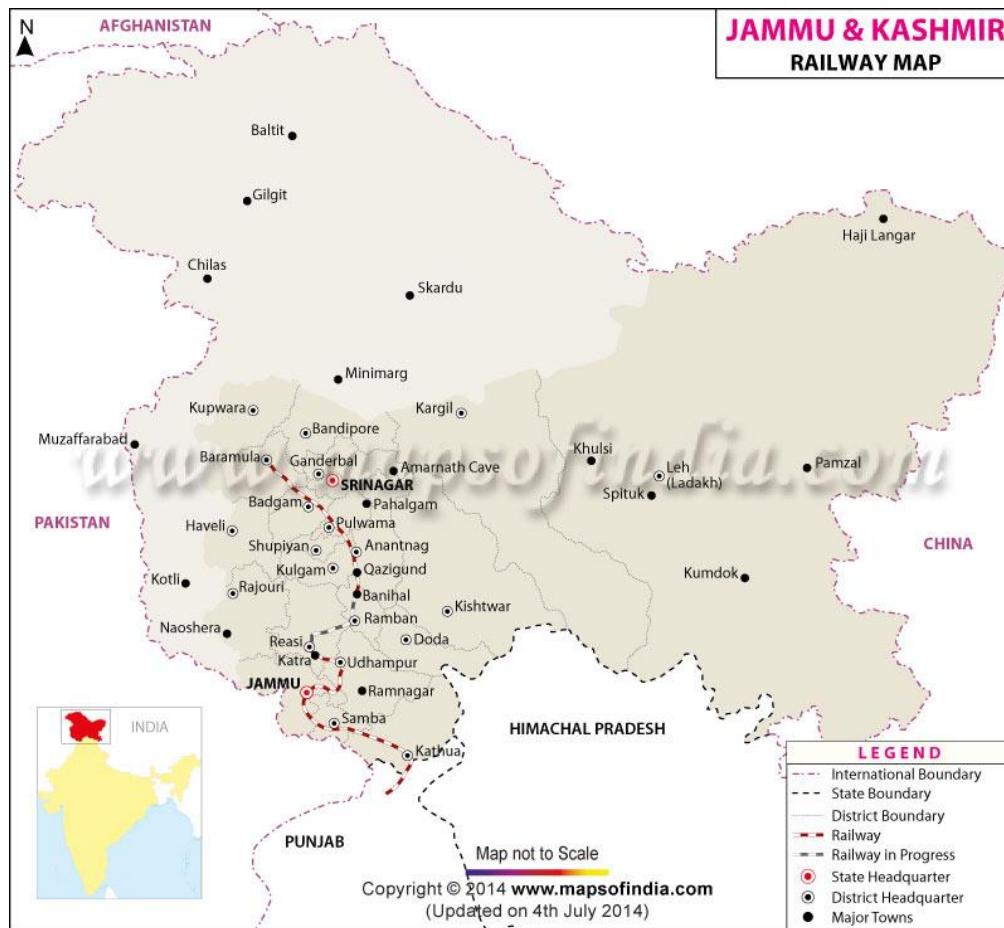 N
AFGHANISTAN
JAMMU & KASHMIR
RAILWAY MAP
Baltit
Gilgit
Haji Langar
Chilas
Skardu
Minimarg
Kupwara
Kargil
Bandipore
Muzaffarabad
Baramula
Ganderbal
Amarnath Cave
Khulsi
Leh
(Ladakh)
Pamzal
www.mapsofindia.com
SRINAGAR
Spituk
Badgam
Pahalgam
PAKISTAN
Haveli
Pulwama
Shupiyan
Anantnag
CHINA
Kulgam
Qazigund
Kotli
Rajouri
Banihal
Kumdok
Kishtwar
Naoshera
Ramban
Reasi
Doda
Katra
Udhampur
JAMMU
Ramnagar
Samba
HIMACHAL PRADESH
INDIA
Kathua
LEGEND
International Boundary
State Boundary
District Boundary
Railway
Railway in Progress
State Headquarter
District Headquarter
Major Towns
PUNJAB
Map not to Scale
Copyright © 2014 www.mapsofindia.com
(Updated on 4th July 2014)